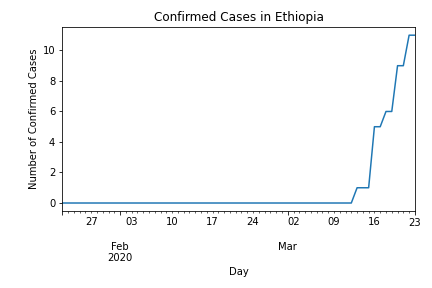 Confirmed Cases in Ethiopia
Number of Confirmed Cases
10
8
6
4
2
0
27 03 10 17 24 02 09 16 23
Feb Mar
2020
Day